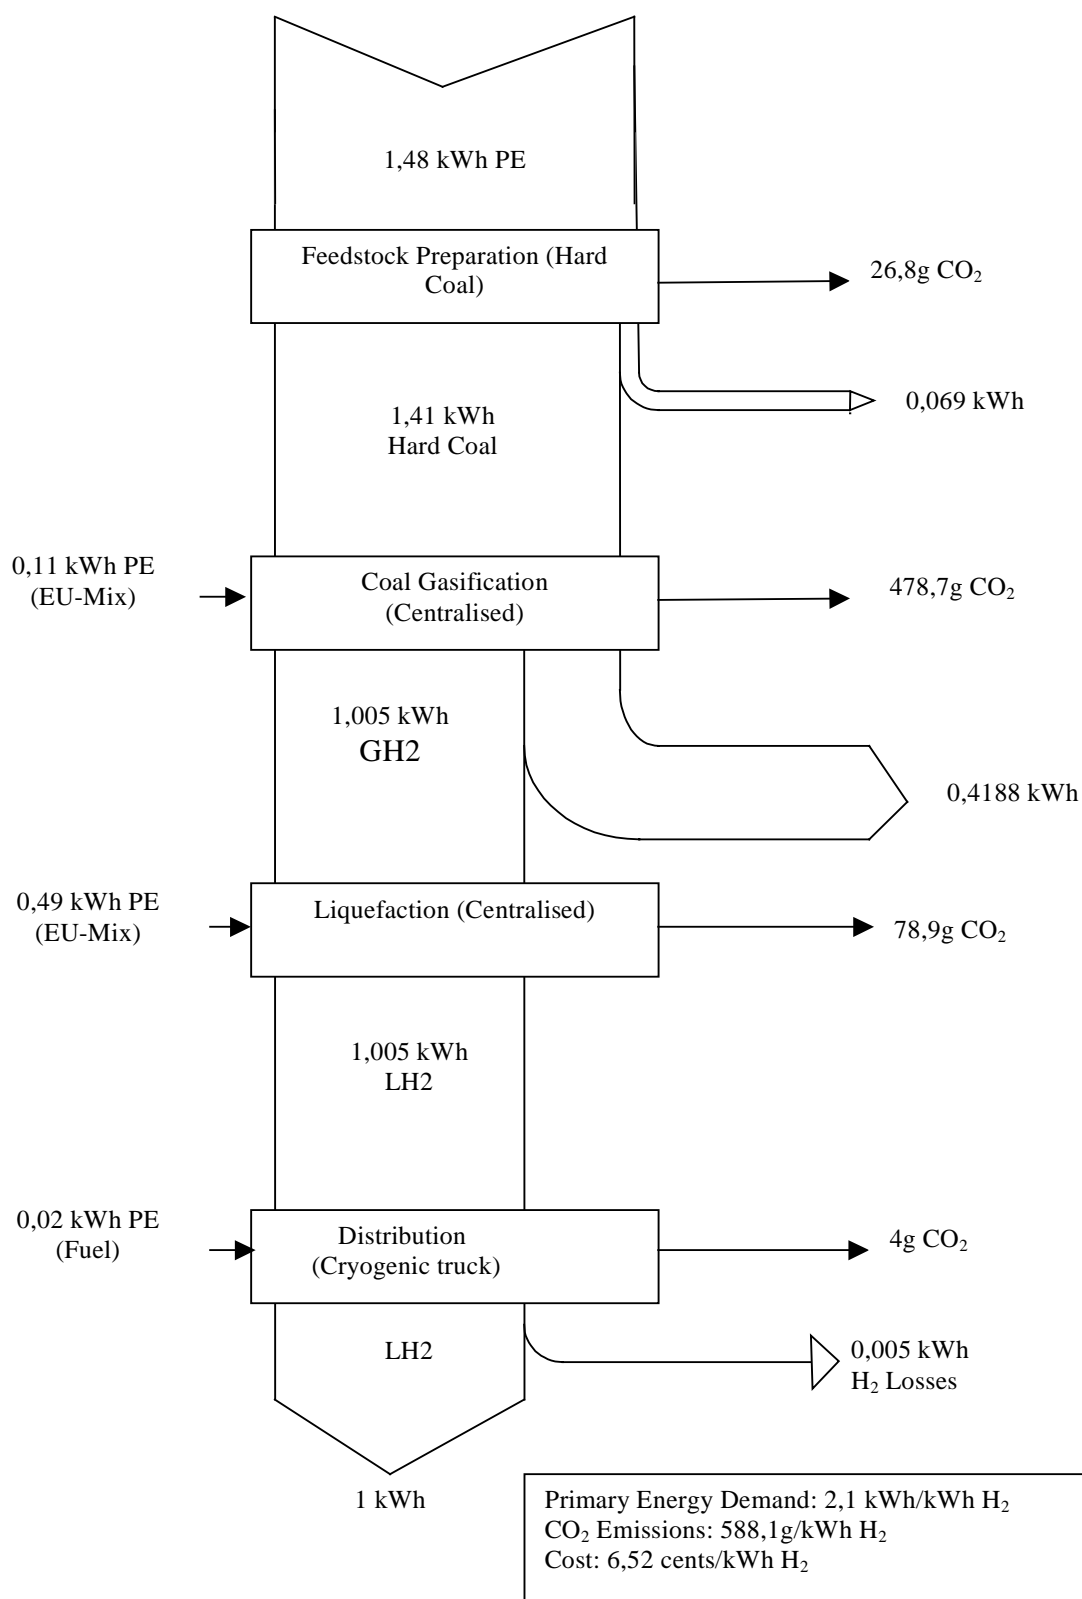 1,48 kWh PE
Feedstock Preparation (Hard
Coal)
26,8g CO₂
0,069 kWh
1,41 kWh
Hard Coal
0,11 kWh PE
(EU-Mix)
Coal Gasification
(Centralised)
478,7g CO₂
1,005 kWh
GH2
0,4188 kWh
0,49 kWh PE
(EU-Mix)
Liquefaction (Centralised)
78,9g CO₂
1,005 kWh
LH2
0,02 kWh PE
(Fuel)
Distribution
(Cryogenic truck)
4g CO₂
LH2
0,005 kWh
H₂ Losses
1 kWh
Primary Energy Demand: 2,1 kWh/kWh H₂
CO₂ Emissions: 588,1g/kWh H₂
Cost: 6,52 cents/kWh H₂